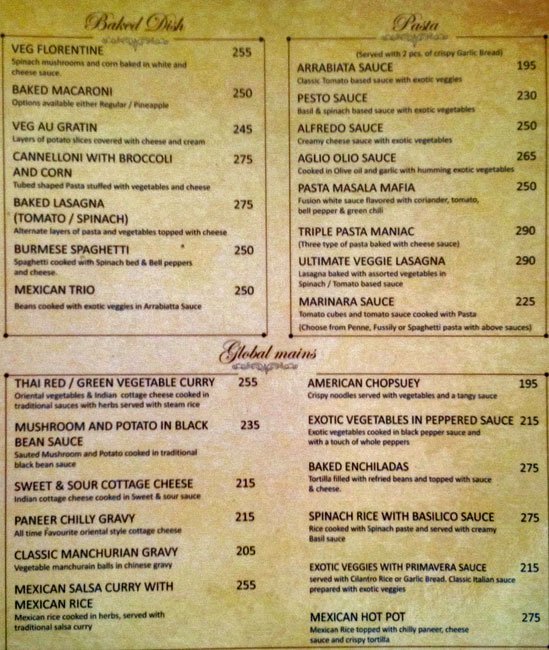 Baked Dish
VEG FLORENTINE 255
Spinach mushrooms and corn baked in white and
cheese sauce.
BAKED MACARONI 250
Options available either Regular / Pineapple
VEG AU GRATIN 245
Layers of potato slices covered with cheese and cream
CANNELLONI WITH BROCCOLI 275
AND CORN
Tubed shaped Pasta stuffed with vegetables and cheese
BAKED LASAGNA 275
(TOMATO / SPINACH)
Alternate layers of pasta and vegetables topped with cheese
BURMESE SPAGHETTI 250
Spaghetti cooked with Spinach bed & Bell peppers
and cheese.
MEXICAN TRIO 250
Beans cooked with exotic veggies in Arrabiatta Sauce
Pasta
(Served with 2 pcs. of crispy Garlic Bread)
ARRABIATA SAUCE 195
Classic Tomato based sauce with exotic veggies
PESTO SAUCE 230
Basil & spinach based sauce with exotic vegetables
ALFREDO SAUCE 250
Creamy cheese sauce with exotic vegetables
AGLIO OLIO SAUCE 265
Cooked in Olive oil and garlic with humming exotic vegetables
PASTA MASALA MAFIA 250
Fusion white sauce flavored with coriander, tomato,
bell pepper & green chili
TRIPLE PASTA MANIAC 290
(Three type of pasta baked with cheese sauce)
ULTIMATE VEGGIE LASAGNA 290
Lasagna baked with assorted vegetables in
Spinach / Tomato based sauce
MARINARA SAUCE 225
Tomato cubes and tomato sauce cooked with Pasta
(Choose from Penne, Fussily or Spaghetti pasta with above sauces)
Global mains
THAI RED / GREEN VEGETABLE CURRY 255
Oriental vegetables & Indian cottage cheese cooked in
traditional sauces with herbs served with steam rice
MUSHROOM AND POTATO IN BLACK 235
BEAN SAUCE
Sauted Mushroom and Potato cooked in traditional
black bean sauce
SWEET & SOUR COTTAGE CHEESE 215
Indian cottage cheese cooked in Sweet & sour sauce
PANEER CHILLY GRAVY 215
All time Favourite oriental style cottage cheese
CLASSIC MANCHURIAN GRAVY 205
Vegetable manchurain balls in chinese gravy
MEXICAN SALSA CURRY WITH 255
MEXICAN RICE
Mexican rice cooked in herbs, served with
traditional salsa curry
AMERICAN CHOPSUEY 195
Crispy noodles served with vegetables and a tangy sauce
EXOTIC VEGETABLES IN PEPPERED SAUCE 215
Exotic vegetables cooked in black pepper sauce and
with a touch of whole peppers
BAKED ENCHILADAS 275
Tortilla filled with refried beans and topped with sauce
& cheese.
SPINACH RICE WITH BASILICO SAUCE 275
Rice cooked with Spinach paste and served with creamy
Basil sauce
EXOTIC VEGGIES WITH PRIMAVERA SAUCE 215
served with Cilantro Rice or Garlic Bread. Classic Italian sauce
prepared with exotic veggies
MEXICAN HOT POT 275
Mexican Rice topped with chilly paneer, cheese
sauce and crispy tortilla